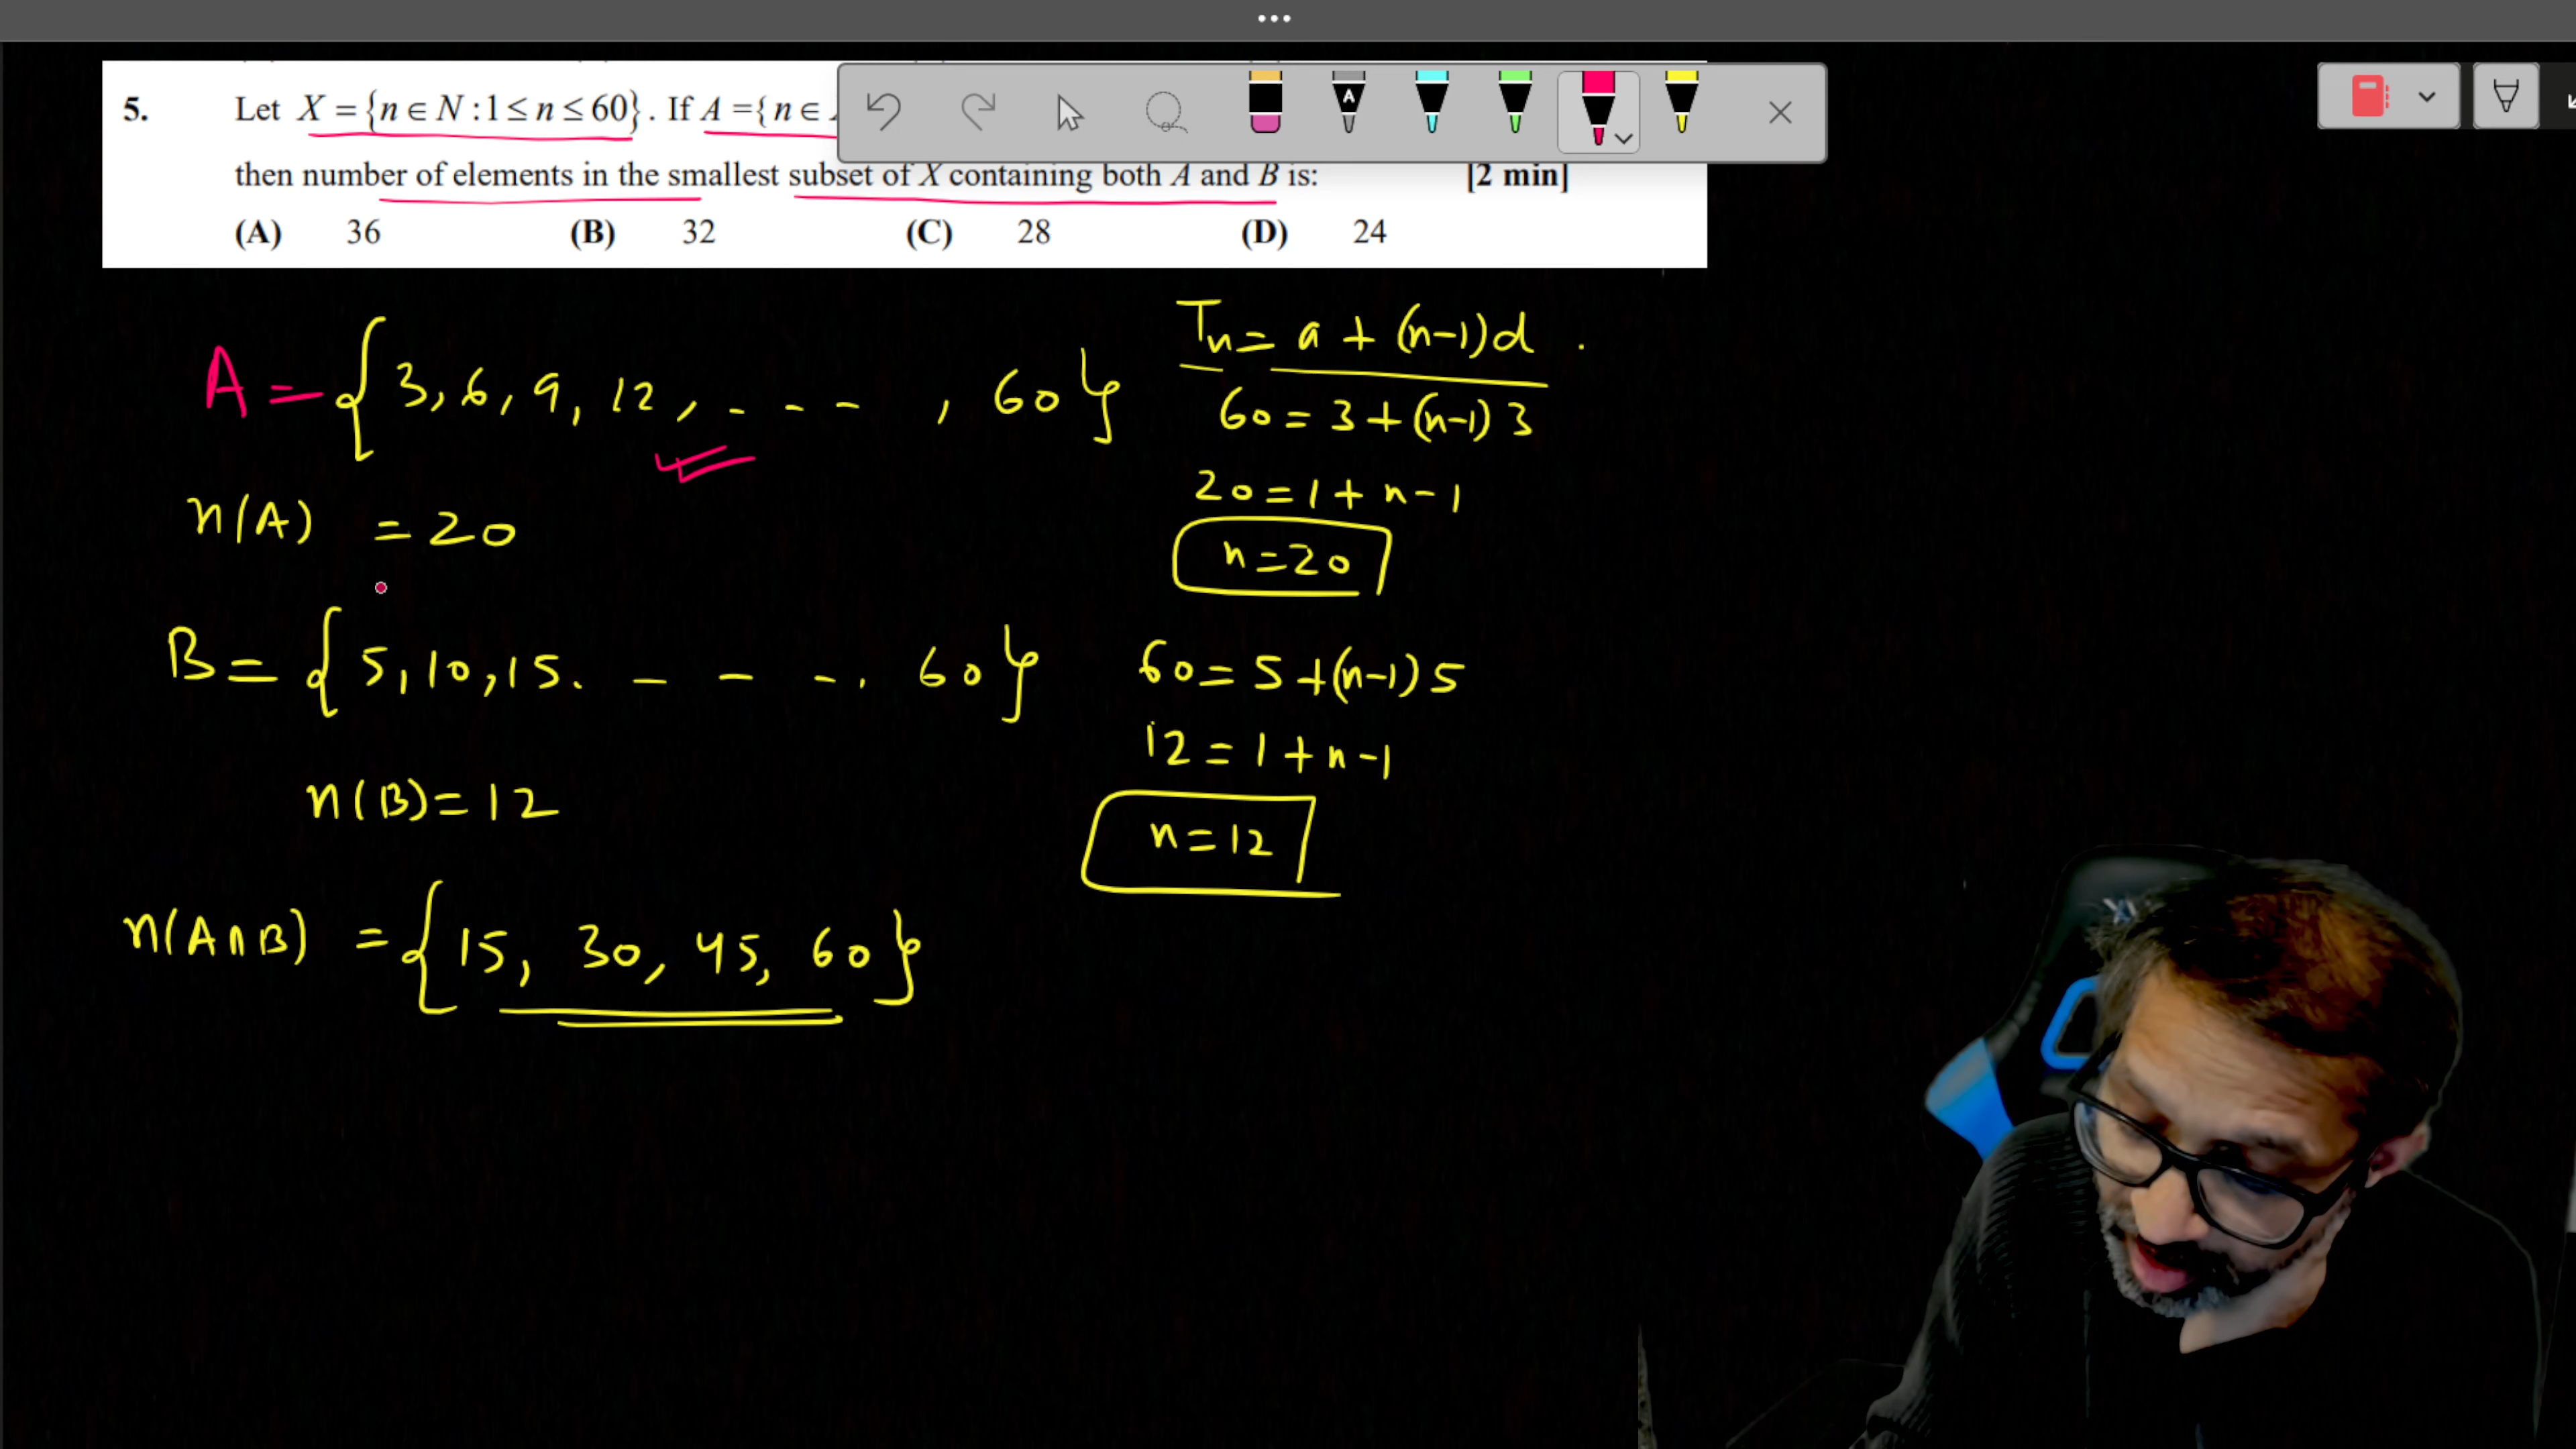 5. Let X = {n ∈ N : 1 ≤ n ≤ 60}. If A = {n ∈
then number of elements in the smallest subset of X containing both A and B is: [2 min]
(A) 36 (B) 32 (C) 28 (D) 24
A = {3, 6, 9, 12, - - - , 60}
n(A) = 20
B = {5, 10, 15. - - -. 60}
n(B) = 12
n(A∩B) = {15, 30, 45, 60}
Tn = a + (n-1)d .
60 = 3 + (n-1) 3
20 = 1 + n - 1
n = 20
60 = 5 + (n-1) 5
12 = 1 + n - 1
n = 12